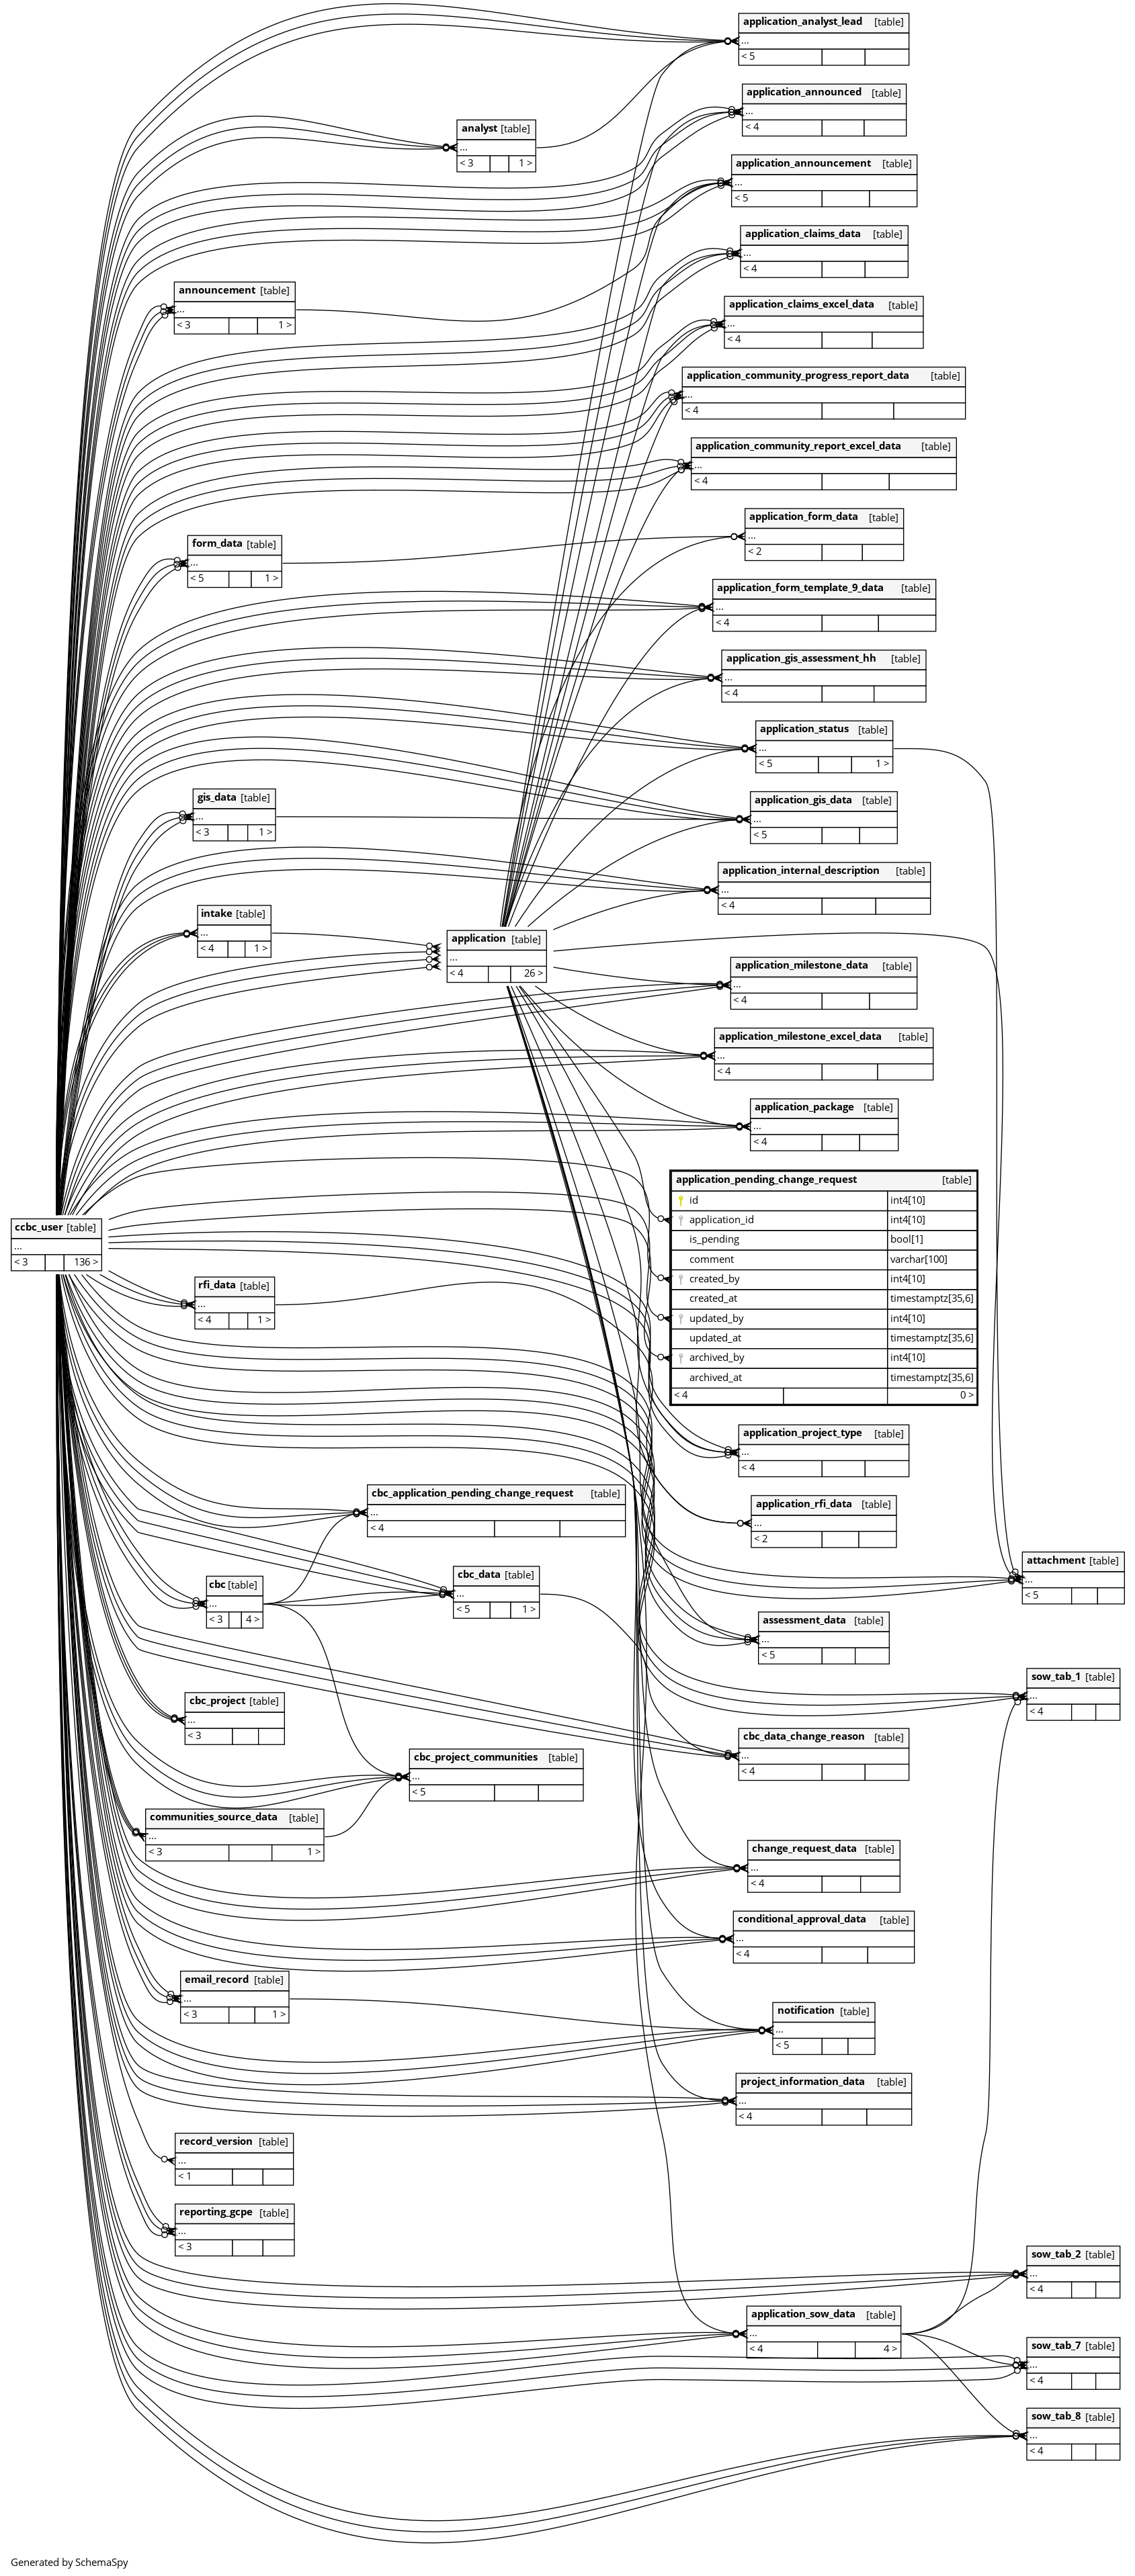 application_analyst_lead [table]
...
< 5
application_announced [table]
...
< 4
analyst [table]
...
< 3 1 >
application_announcement [table]
...
< 5
application_claims_data [table]
...
< 4
announcement [table]
...
< 3 1 >
application_claims_excel_data [table]
...
< 4
application_community_progress_report_data [table]
...
< 4
application_community_report_excel_data [table]
...
< 4
application_form_data [table]
...
< 2
form_data [table]
...
< 5 1 >
application_form_template_9_data [table]
...
< 4
application_gis_assessment_hh [table]
...
< 4
application_status [table]
...
< 5 1 >
gis_data [table]
...
< 3 1 >
application_gis_data [table]
...
< 5
application_internal_description [table]
...
< 4
intake [table]
...
< 4 1 >
application [table]
...
< 4 26 >
application_milestone_data [table]
...
< 4
application_milestone_excel_data [table]
...
< 4
application_package [table]
...
< 4
application_pending_change_request [table]
id int4[10]
application_id int4[10]
is_pending bool[1]
comment varchar[100]
created_by int4[10]
created_at timestamptz[35,6]
updated_by int4[10]
updated_at timestamptz[35,6]
archived_by int4[10]
archived_at timestamptz[35,6]
< 4 0 >
ccbc_user [table]
...
< 3 136 >
rfi_data [table]
...
< 4 1 >
application_project_type [table]
...
< 4
cbc_application_pending_change_request [table]
...
< 4
application_rfi_data [table]
...
< 2
attachment [table]
...
< 5
cbc [table]
...
< 3 4 >
cbc_data [table]
...
< 5 1 >
assessment_data [table]
...
< 5
sow_tab_1 [table]
...
< 4
cbc_project [table]
...
< 3
cbc_data_change_reason [table]
...
< 4
cbc_project_communities [table]
...
< 5
communities_source_data [table]
...
< 3 1 >
change_request_data [table]
...
< 4
conditional_approval_data [table]
...
< 4
email_record [table]
...
< 3 1 >
notification [table]
...
< 5
project_information_data [table]
...
< 4
record_version [table]
...
< 1
reporting_gcpe [table]
...
< 3
sow_tab_2 [table]
...
< 4
application_sow_data [table]
...
< 4 4 >
sow_tab_7 [table]
...
< 4
sow_tab_8 [table]
...
< 4
Generated by SchemaSpy